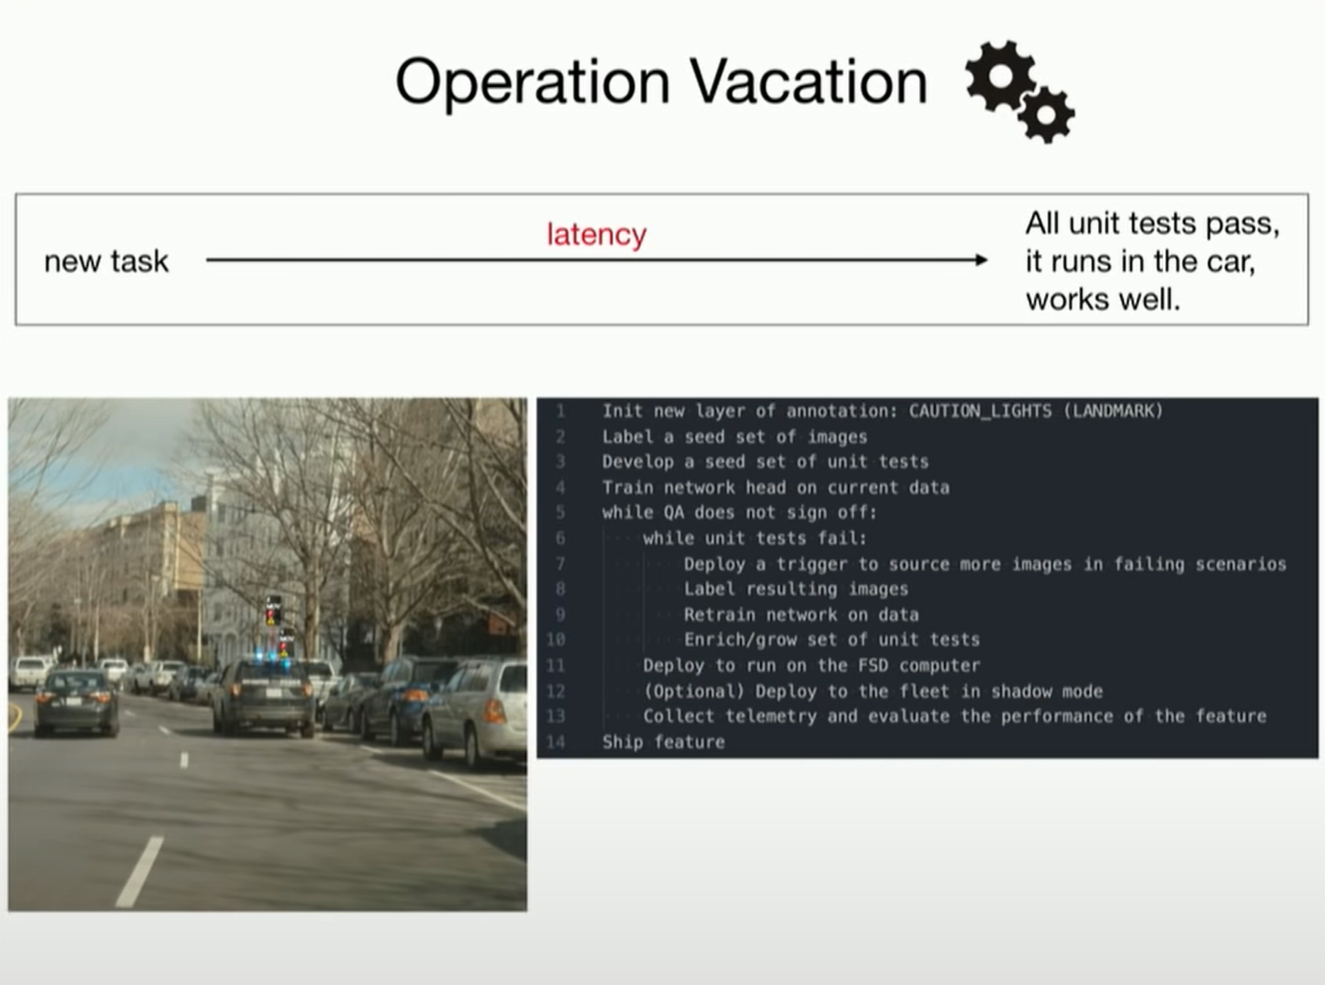 Operation Vacation
new task
latency
All unit tests pass,
it runs in the car,
works well.
1 Init new layer of annotation: CAUTION_LIGHTS (LANDMARK)
2 Label a seed set of images
3 Develop a seed set of unit tests
4 Train network head on current data
5 while QA does not sign off:
6 while unit tests fail:
7 Deploy a trigger to source more images in failing scenarios
8 Label resulting images
9 Retrain network on data
10 Enrich/grow set of unit tests
11 Deploy to run on the FSD computer
12 (Optional) Deploy to the fleet in shadow mode
13 Collect telemetry and evaluate the performance of the feature
14 Ship feature